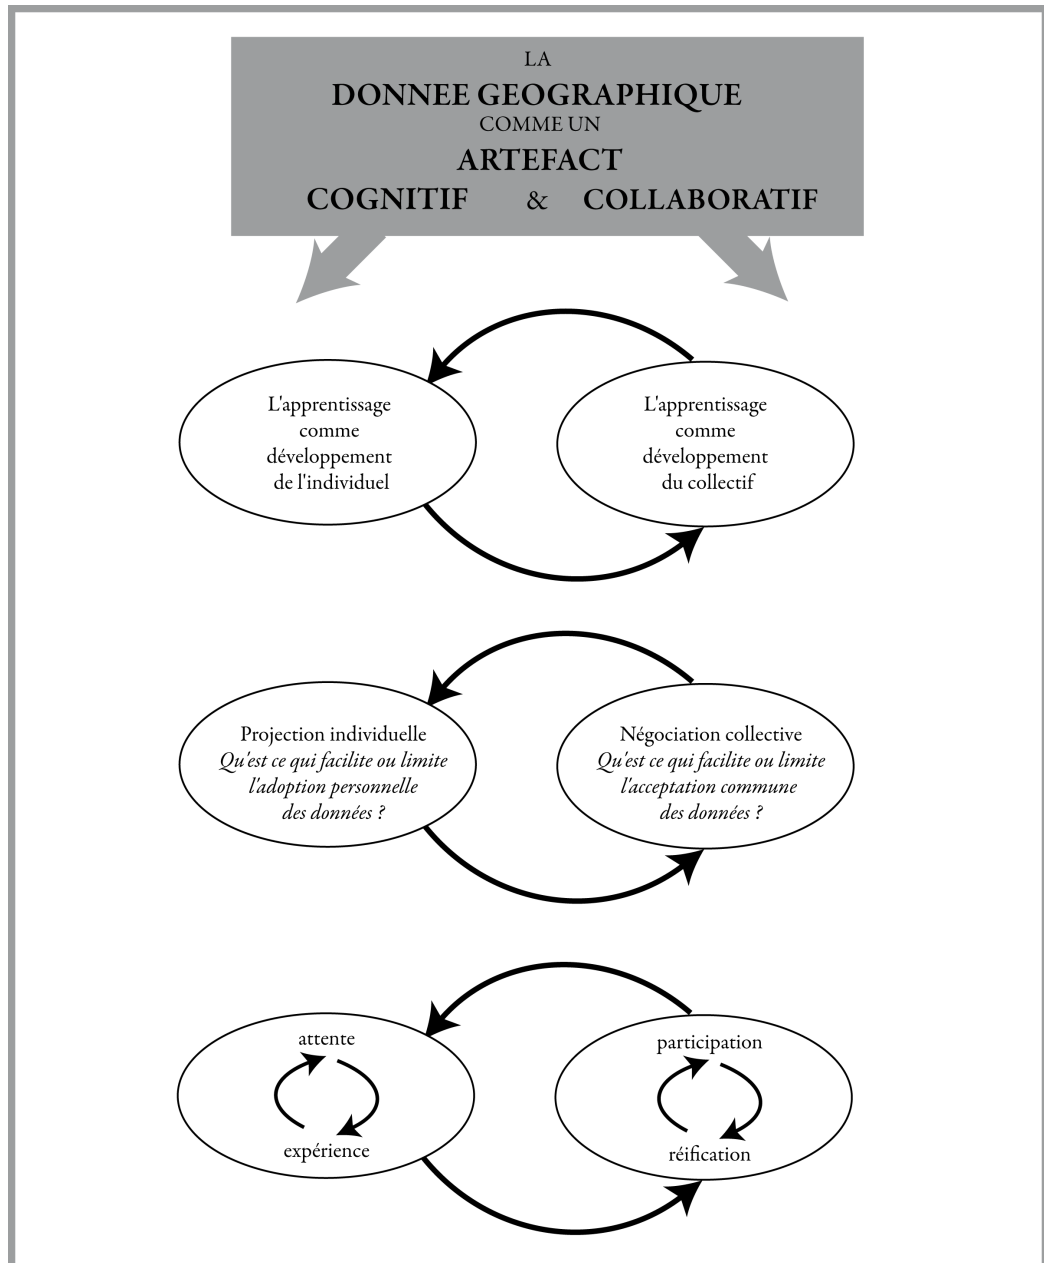 LA
DONNEE GEOGRAPHIQUE
COMME UN
ARTEFACT
COGNITIF & COLLABORATIF
L'apprentissage
comme
développement
de l'individuel
L'apprentissage
comme
développement
du collectif
Projection individuelle
Qu'est ce qui facilite ou limite
l'adoption personnelle
des données ?
Négociation collective
Qu'est ce qui facilite ou limite
l'acceptation commune
des données ?
attente
expérience
participation
réification